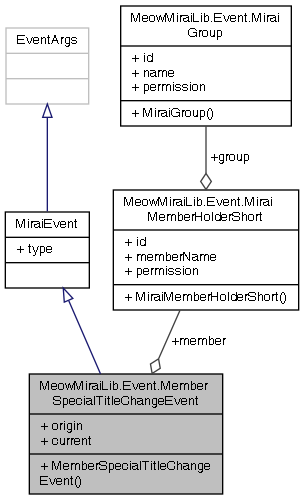 MeowMiraiLib.Event.Mirai
Group
+ id
+ name
+ permission
+ MiraiGroup()
EventArgs
+group
MiraiEvent
+ type
MeowMiraiLib.Event.Mirai
MemberHolderShort
+ id
+ memberName
+ permission
+ MiraiMemberHolderShort()
+member
MeowMiraiLib.Event.Member
SpecialTitleChangeEvent
+ origin
+ current
+ MemberSpecialTitleChange
Event()